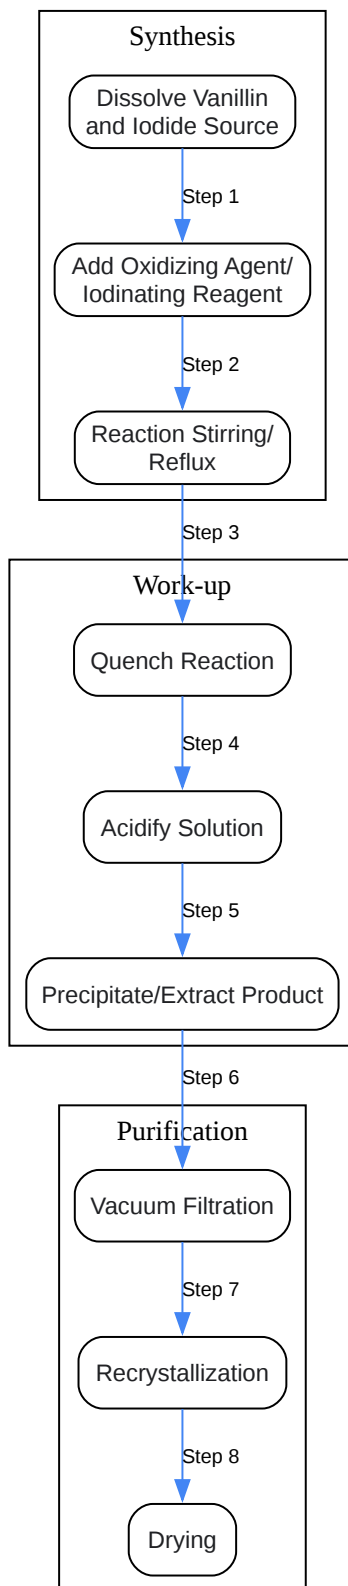 Synthesis
Dissolve Vanillin
and Iodide Source
Step 1
Add Oxidizing Agent/
Iodinating Reagent
Step 2
Reaction Stirring/
Reflux
Step 3
Work-up
Quench Reaction
Step 4
Acidify Solution
Step 5
Precipitate/Extract Product
Step 6
Purification
Vacuum Filtration
Step 7
Recrystallization
Step 8
Drying